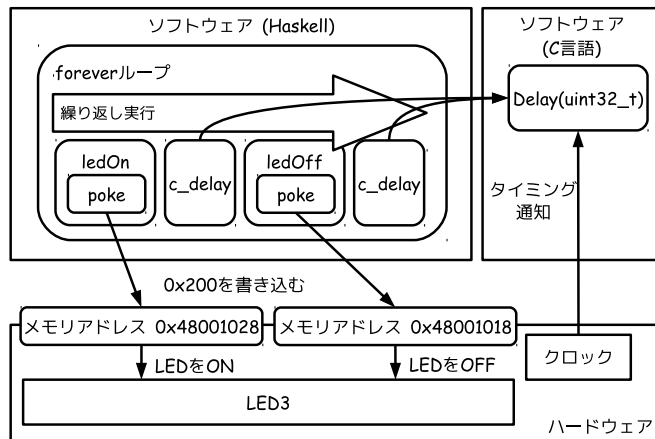 ソフトウェア (Haskell)
ソフトウェア
(C言語)
foreverループ
繰り返し実行
Delay(uint32_t)
ledOn
poke
c_delay
ledOff
poke
c_delay
タイミング
通知
0x200を書き込む
メモリアドレス 0x48001028
メモリアドレス 0x48001018
クロック
LEDをON
LEDをOFF
LED3
ハードウェア